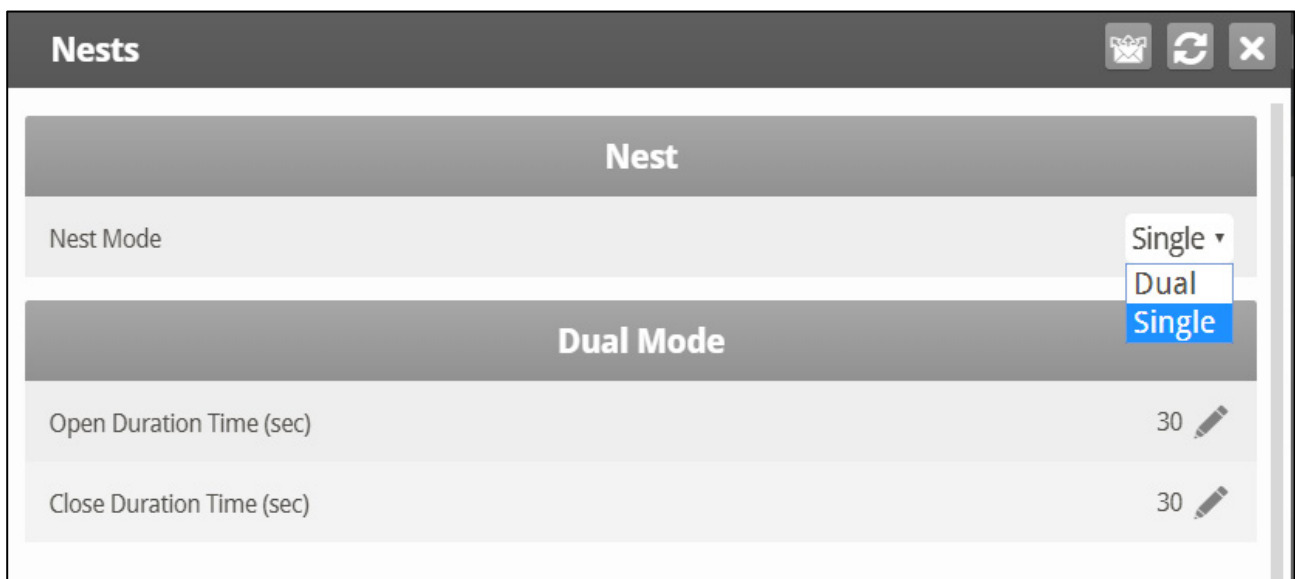 Nests
Nest
Nest Mode
Single
Dual
Single
Dual Mode
Open Duration Time (sec)
30
Close Duration Time (sec)
30